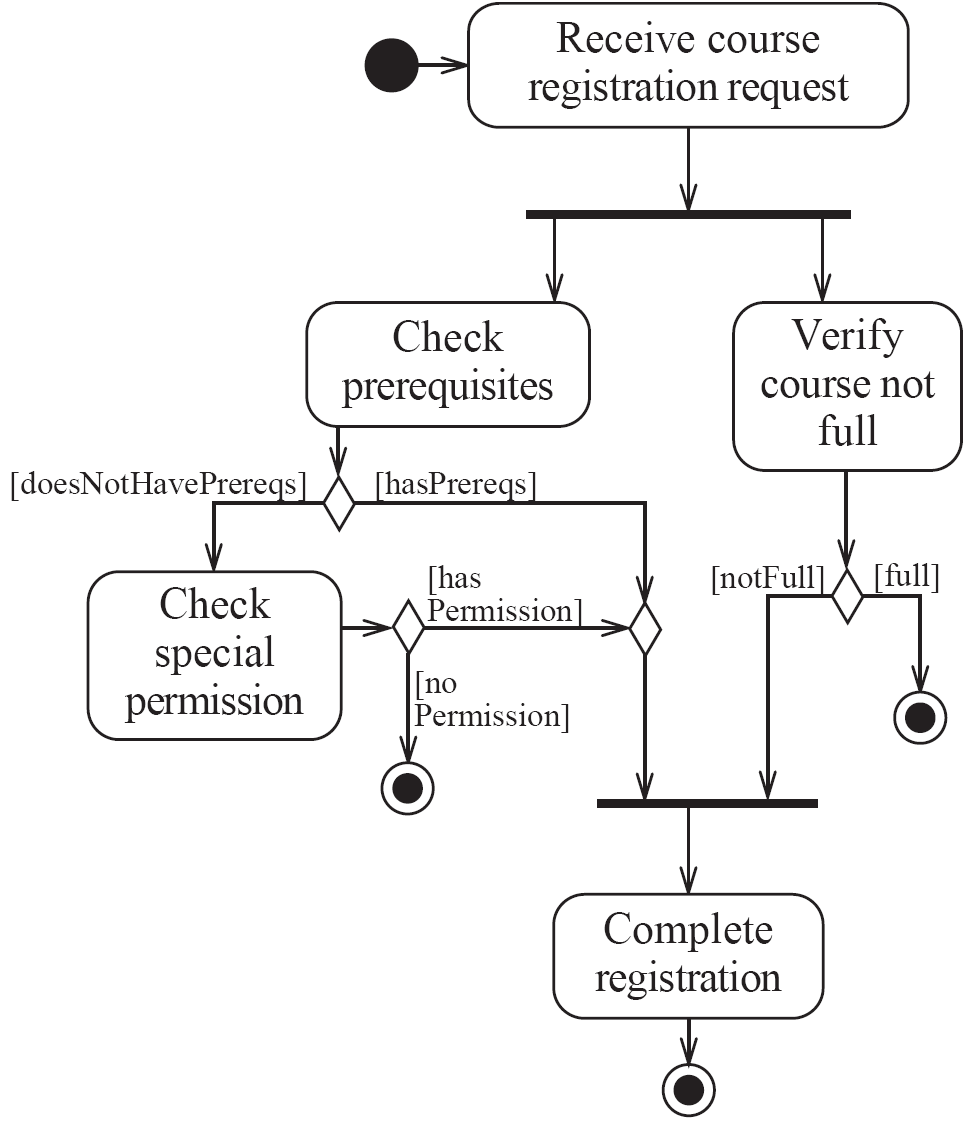 Receive course
registration request
Check
prerequisites
Verify
course not
full
[doesNotHavePrereqs]
[hasPrereqs]
Check
special
permission
[has
Permission]
[no
Permission]
[notFull]
[full]
Complete
registration